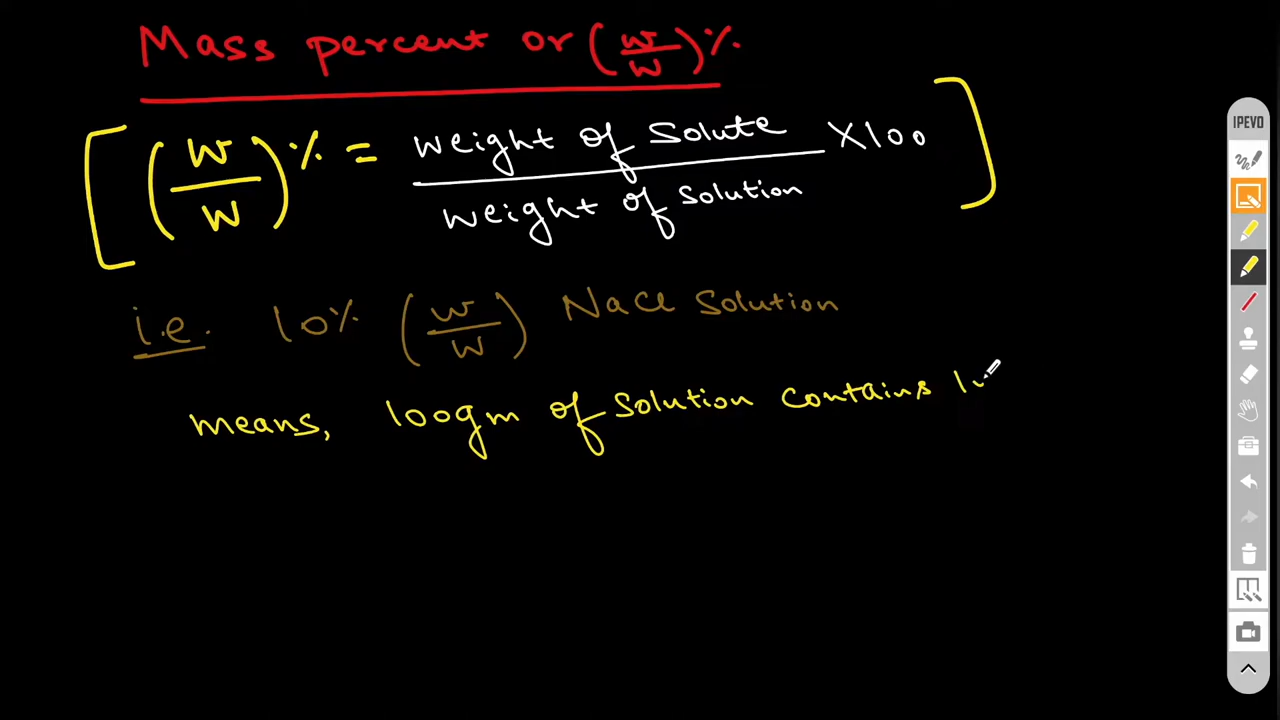 Mass percent or (w/w)%
(w/w)% = weight of solute / weight of solution X100
i.e. 10% (w/w) NaCl Solution
means, 100gm of solution contains
IPEVO